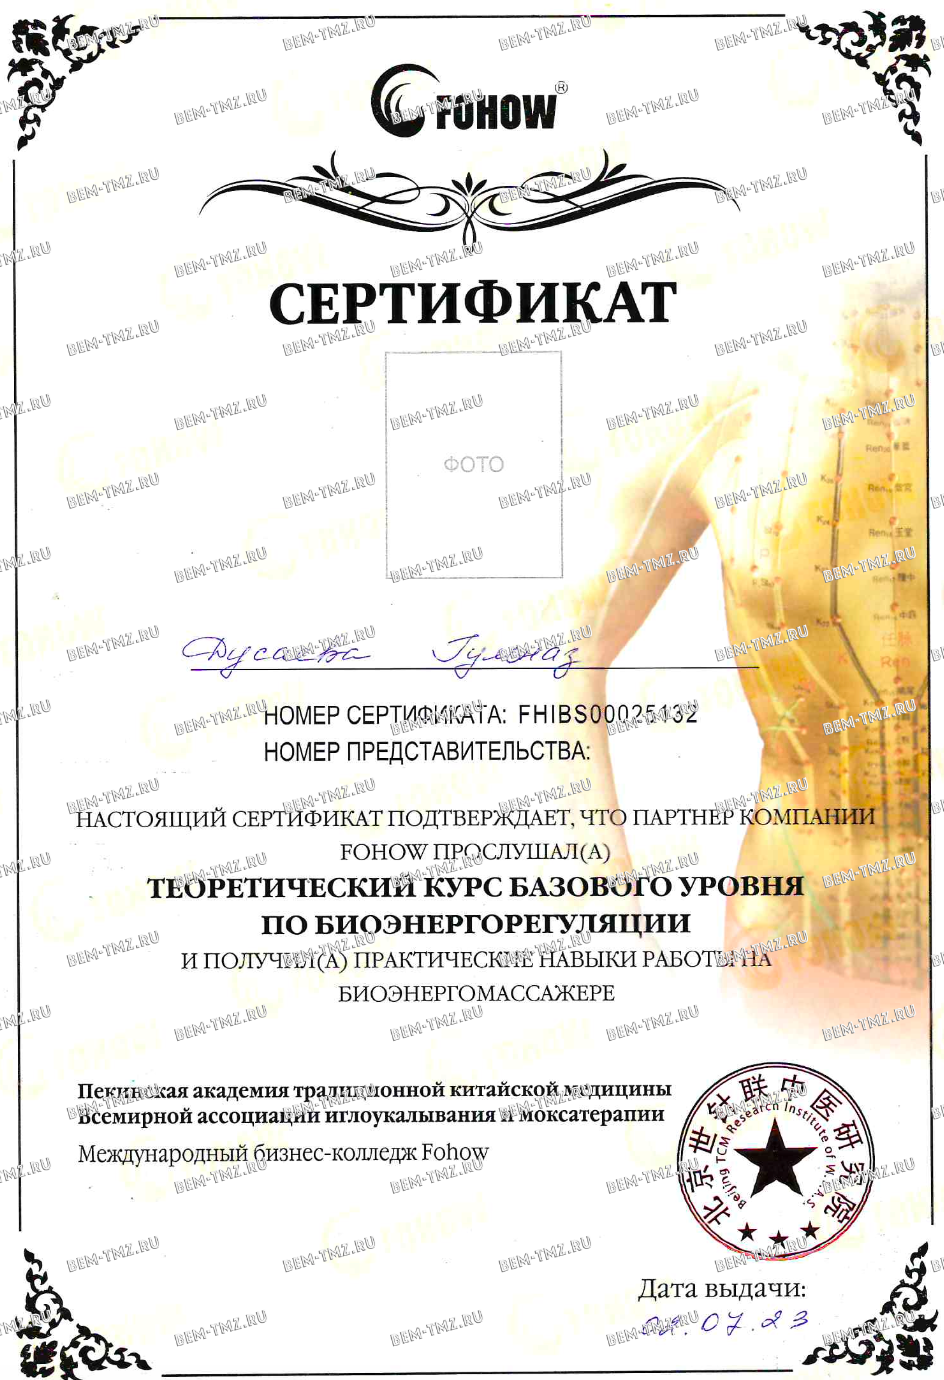 FOHOW®
СЕРТИФИКАТ
ФОТО
Гулназ
НОМЕР СЕРТИФИКАТА: FHIBS00025132
НОМЕР ПРЕДСТАВИТЕЛЬСТВА:
НАСТОЯЩИЙ СЕРТИФИКАТ ПОДТВЕРЖДАЕТ, ЧТО ПАРТНЕР КОМПАНИИ
FOHOW ПРОСЛУШАЛ(А)
ТЕОРЕТИЧЕСКИЙ КУРС БАЗОВОГО УРОВНЯ
ПО БИОЭНЕРГОРЕГУЛЯЦИИ
И ПОЛУЧИЛ(А) ПРАКТИЧЕСКИЕ НАВЫКИ РАБОТЫ НА
БИОЭНЕРГОМАССАЖЕРЕ
Пекинская академия традиционной китайской медицины
Всемирной ассоциации иглоукалывания и моксатерапии
Международный бизнес-колледж Fohow
北京世针联中医研究院
Beijing TCM Research Institute of W.F.A.S.
Дата выдачи:
02.07.23
BEM-TMZ.RU